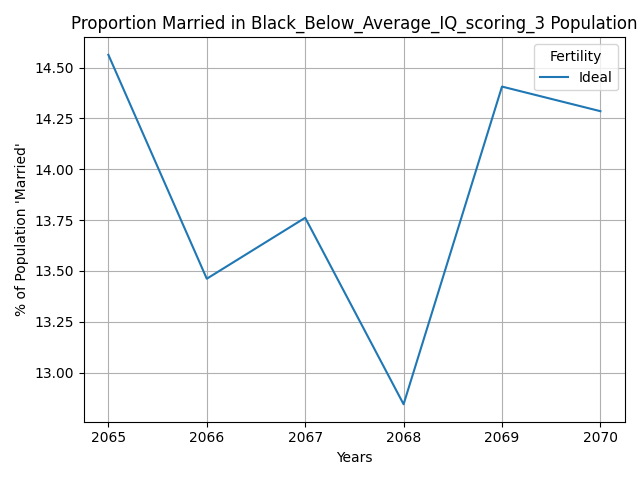 Proportion Married in Black_Below_Average_IQ_scoring_3 Population
Fertility
Ideal
% of Population 'Married'
14.50
14.25
14.00
13.75
13.50
13.25
13.00
2065 2066 2067 2068 2069 2070
Years